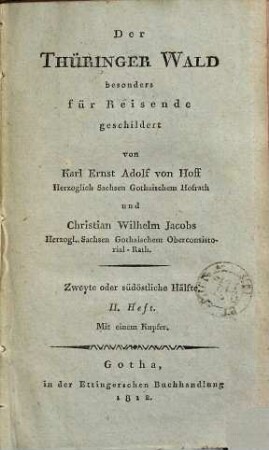 Der
THÜRINGER WALD
besonders
für Reisende
geschildert
von
Karl Ernst Adolf von Hoff
Herzoglich Sachsen Gothaischem Hofrath
und
Christian Wilhelm Jacobs
Herzogl. Sachsen Gothaischem Oberconsisto-
rial-Rath.
Zweyte oder südöstliche Hälfte.
II. Heft.
Mit einem Kupfer.
Gotha,
in der Ettingerschen Buchhandlung
1812.